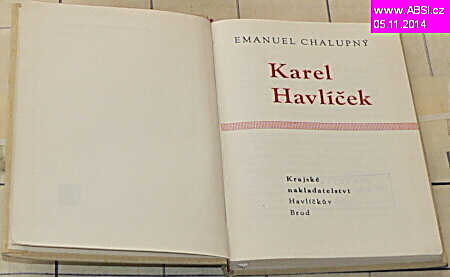 www.ABSi.cz
05.11.2014
EMANUEL CHALUPNÝ
Karel
Havlíček
Krajské
nakladatelství
Havlíčkův
Brod